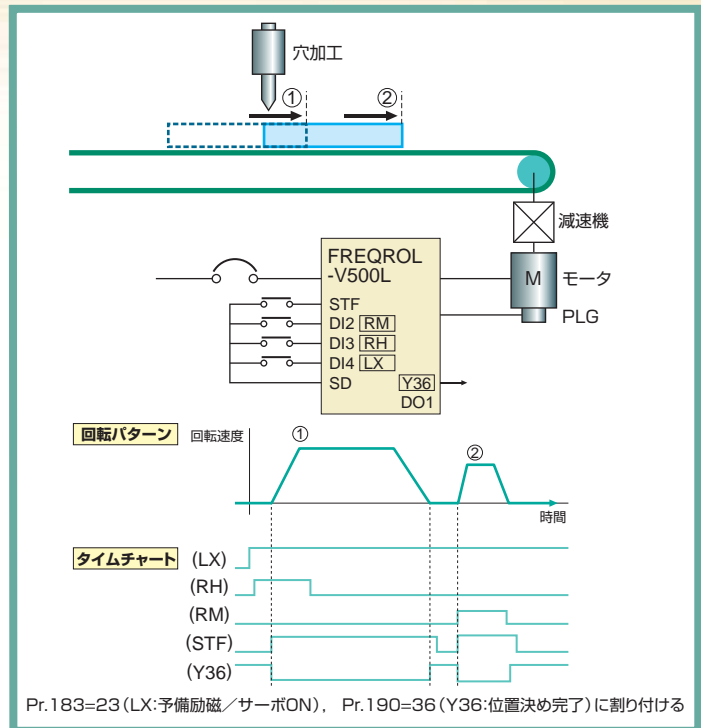 穴加工
① ②
減速機
FREQROL
-V500L
M モータ
PLG
STF
DI2 RM
DI3 RH
DI4 LX
SD Y36
DO1
回転パターン 回転速度
①
②
時間
タイムチャート (LX)
(RH)
(RM)
(STF)
(Y36)
Pr.183=23(LX:予備励磁/サーボON), Pr.190=36(Y36:位置決め完了)に割り付ける